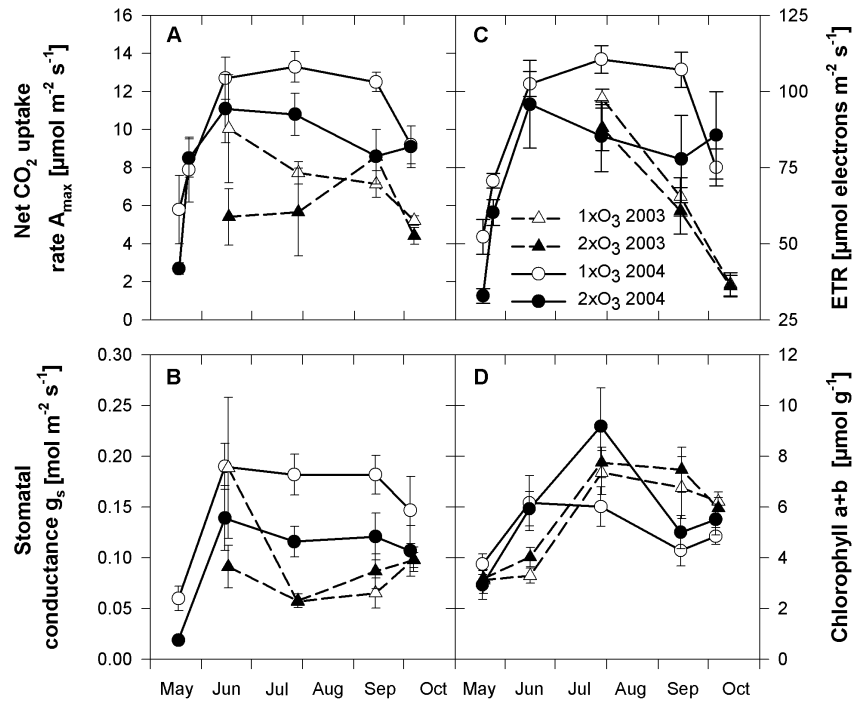 A
C
16
14
12
10
8
6
4
2
0
Net CO2 uptake
rate Amax [µmol m-2 s-1]
125
100
75
50
25
ETR
[µmol electrons m-2 s-1]
1xO3 2003
2xO3 2003
1xO3 2004
2xO3 2004
B
D
0.30
0.25
0.20
0.15
0.10
0.05
0.00
Stomatal
conductance gs [mol m-2 s-1]
12
10
8
6
4
2
0
Chlorophyll a+b [µmol g-1]
May Jun Jul Aug Sep Oct
May Jun Jul Aug Sep Oct